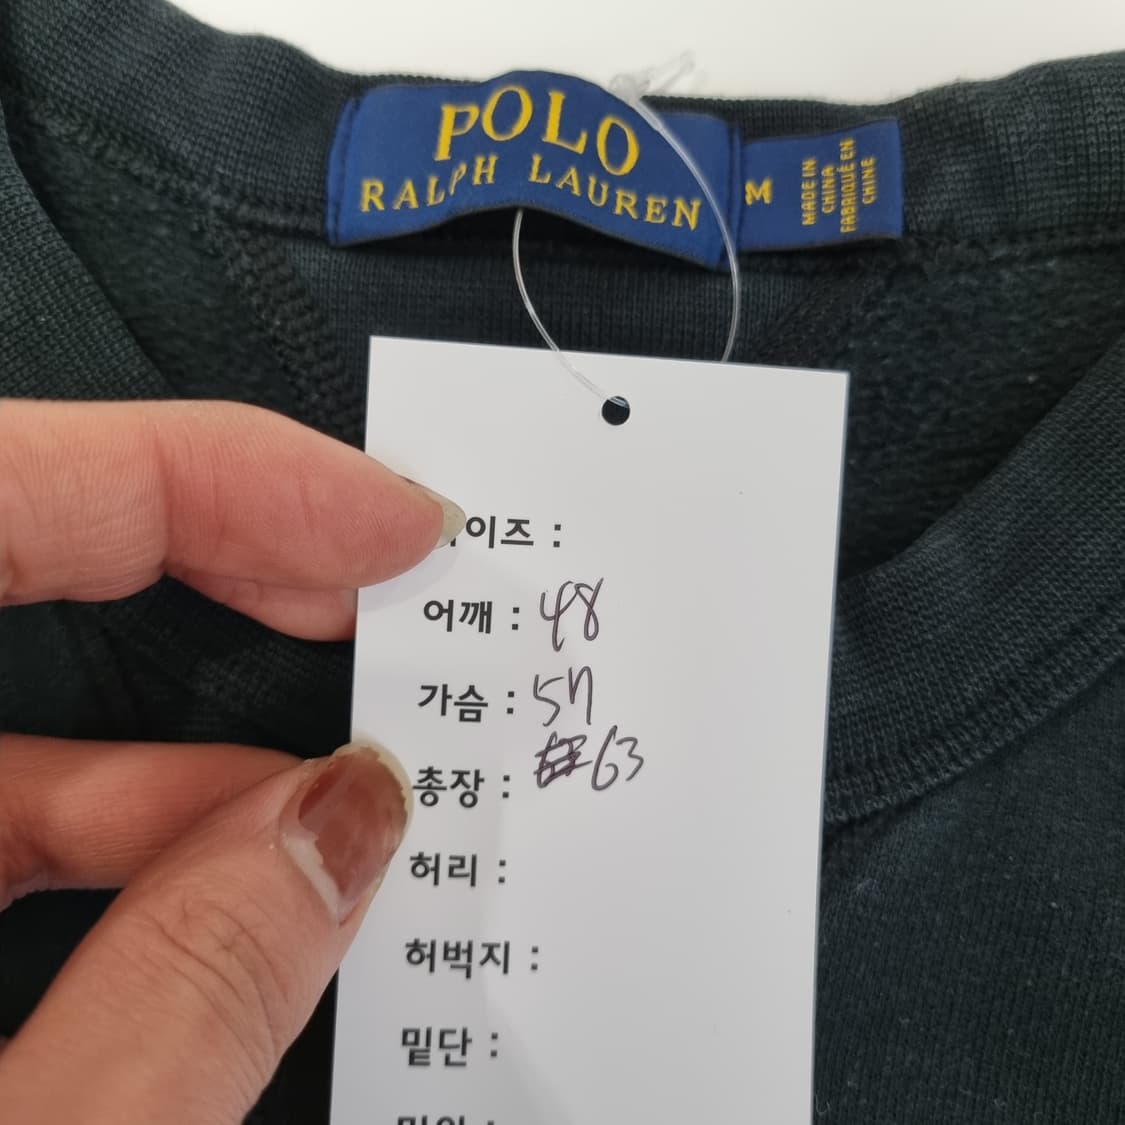 POLO
RALPH LAUREN
M
MADE IN
CHINA
FABRIQUÉ EN
CHINE
이즈 :
어깨 : 48
가슴 : 57
총장 : 63
허리 :
허벅지 :
밑단 :